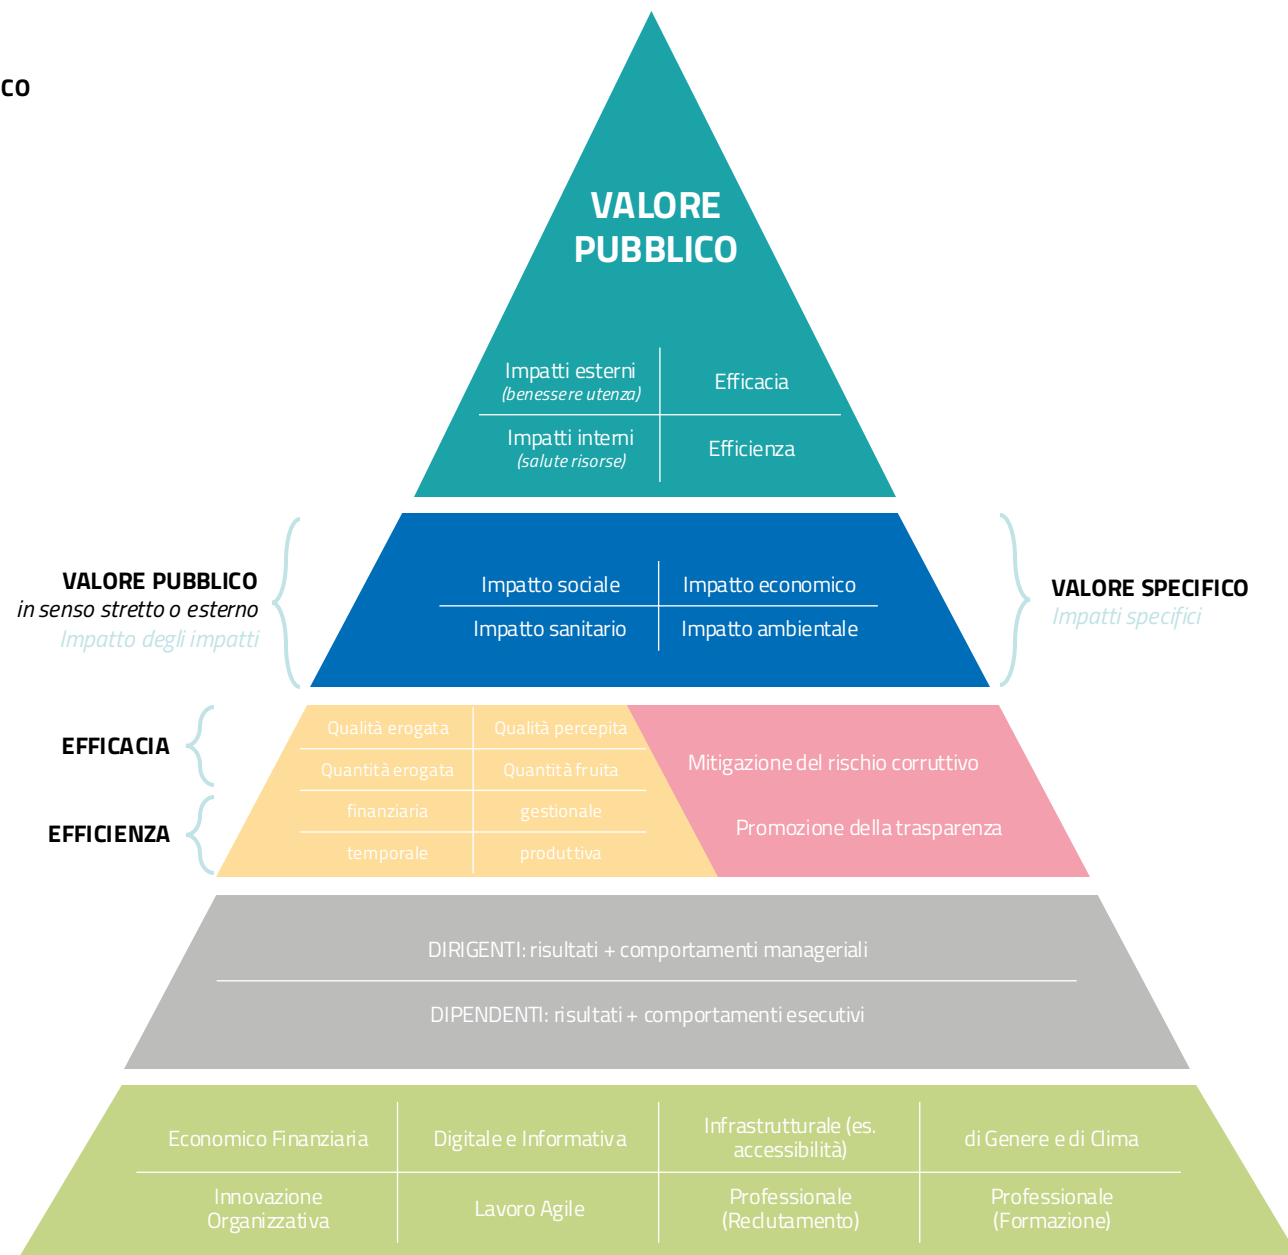 CO
VALORE
PUBBLICO
Impatti esterni
(benessere utenza)
Efficacia
Impatti interni
(salute risorse)
Efficienza
VALORE PUBBLICO
in senso stretto o esterno
Impatto degli impatti
Impatto sociale
Impatto economico
Impatto sanitario
Impatto ambientale
VALORE SPECIFICO
Impatti specifici
EFFICACIA
Qualità erogata
Qualità percepita
Quantità erogata
Quantità fruita
EFFICIENZA
finanziaria
gestionale
temporale
produttiva
Mitigazione del rischio corruttivo
Promozione della trasparenza
DIRIGENTI: risultati + comportamenti manageriali
DIPENDENTI: risultati + comportamenti esecutivi
Economico Finanziaria
Digitale e Informativa
Infrastrutturale (es.
accessibilità)
di Genere e di Clima
Innovazione
Organizzativa
Lavoro Agile
Professionale
(Reclutamento)
Professionale
(Formazione)